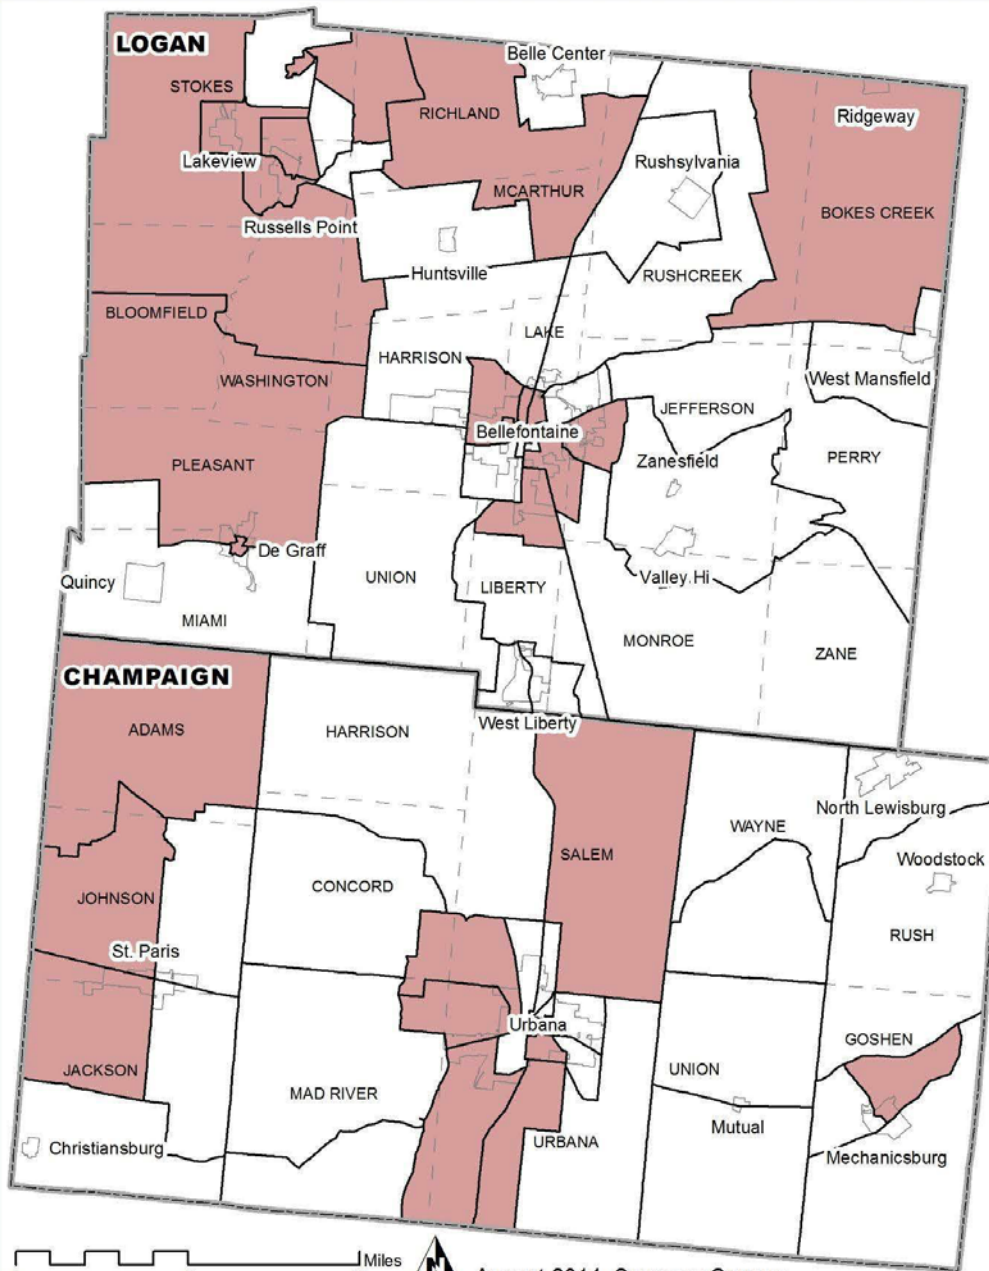 LOGAN
Belle Center
STOKES
RICHLAND
Ridgeway
Lakeview
Rushsylvania
MCARTHUR
BOKES CREEK
Russells Point
Huntsville
RUSHCREEK
BLOOMFIELD
LAKE
HARRISON
WASHINGTON
West Mansfield
JEFFERSON
Bellefontaine
PLEASANT
Zanesfield
PERRY
De Graff
Quincy
UNION
LIBERTY
Valley Hi
MIAMI
MONROE
ZANE
CHAMPAIGN
West Liberty
ADAMS
HARRISON
North Lewisburg
WAYNE
SALEM
Woodstock
CONCORD
JOHNSON
RUSH
St. Paris
Urbana
GOSHEN
JACKSON
UNION
MAD RIVER
Mutual
URBANA
Christiansburg
Mechanicsburg
Miles
N